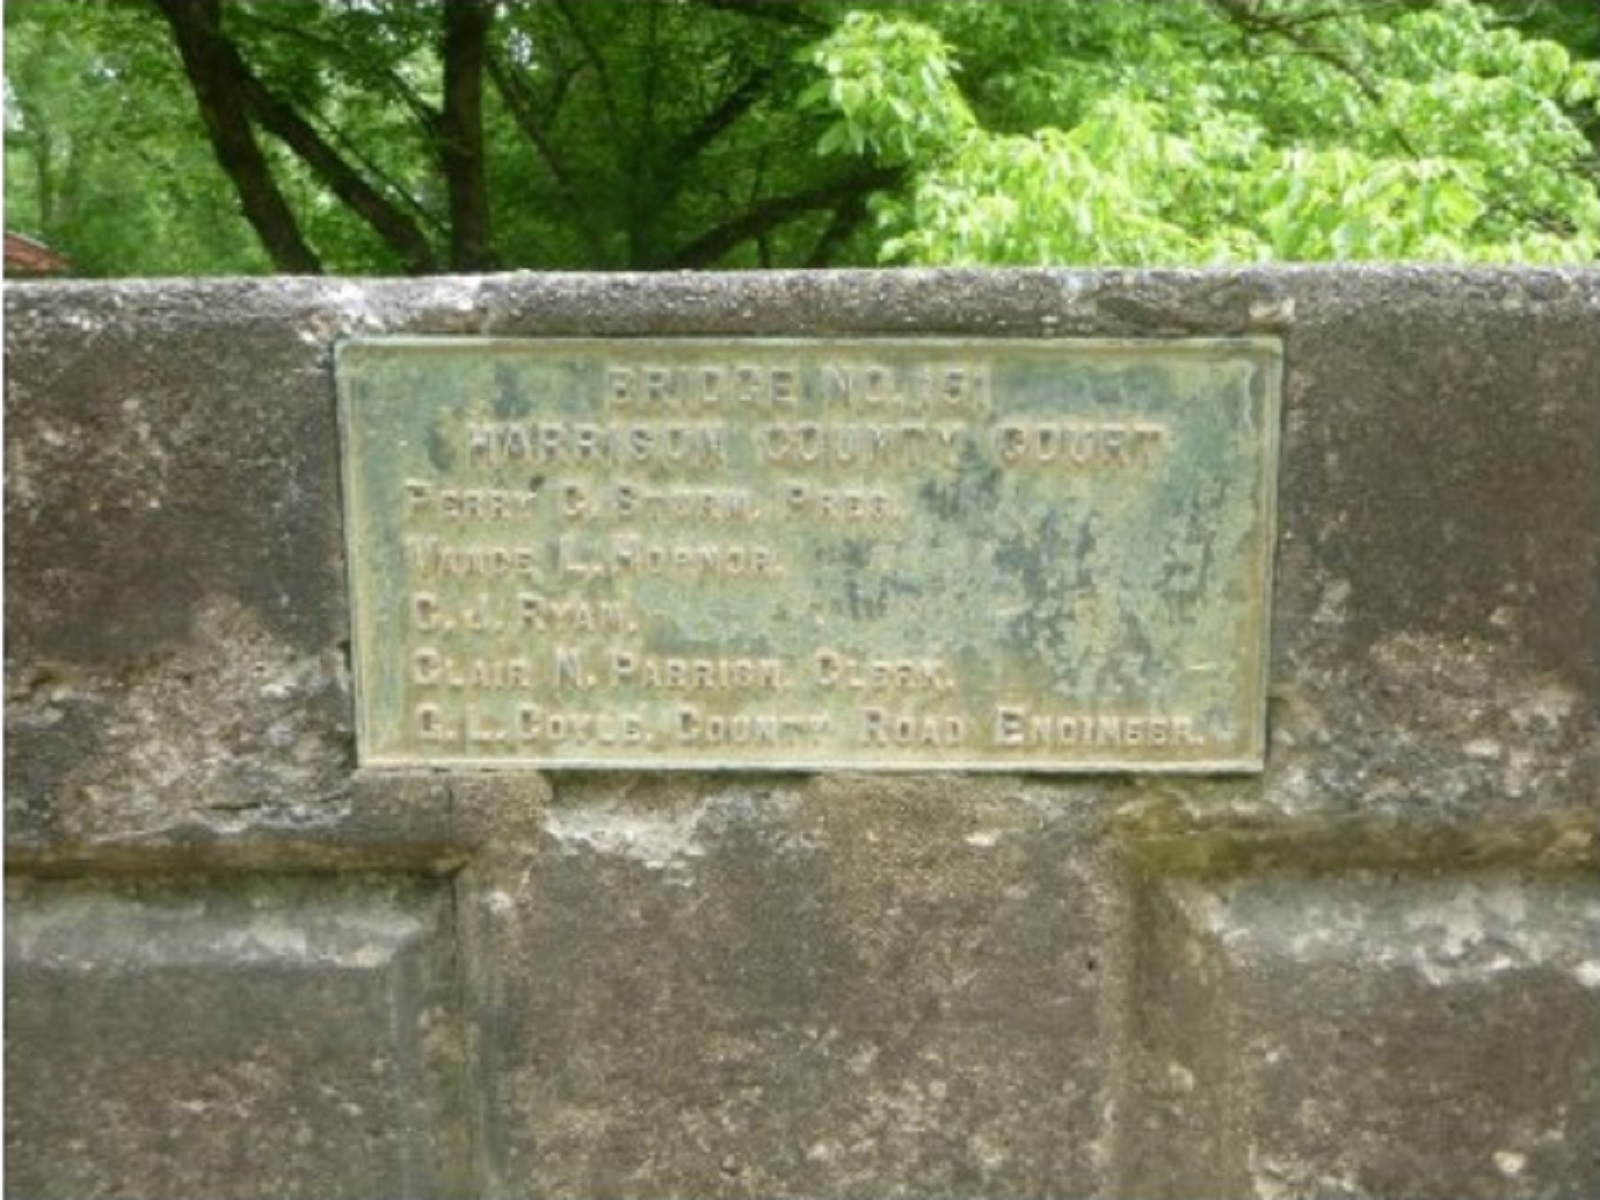 BRIDGE NO. 151
HARRISON COUNTY COURT
PERRY C. STURM, PRES.
VANCE L. HORNOR.
C. J. RYAN.
CLAIR N. PARRISH. CLERK.
G. L. COYLE. COUNTY ROAD ENGINEER.